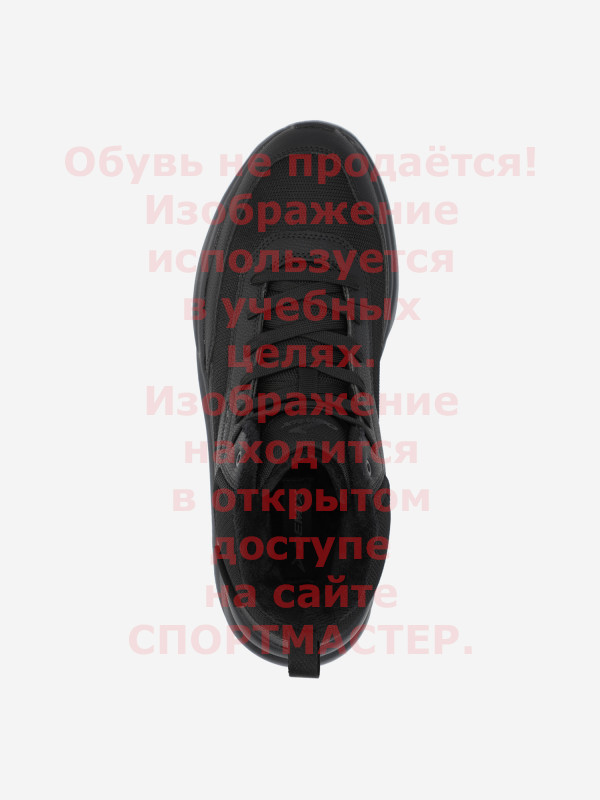 Обувь не продаётся!
Изображение
используется
в учебных
целях.
Изображение
находится
в открытом
доступе
на сайте
СПОРТМАСТЕР.